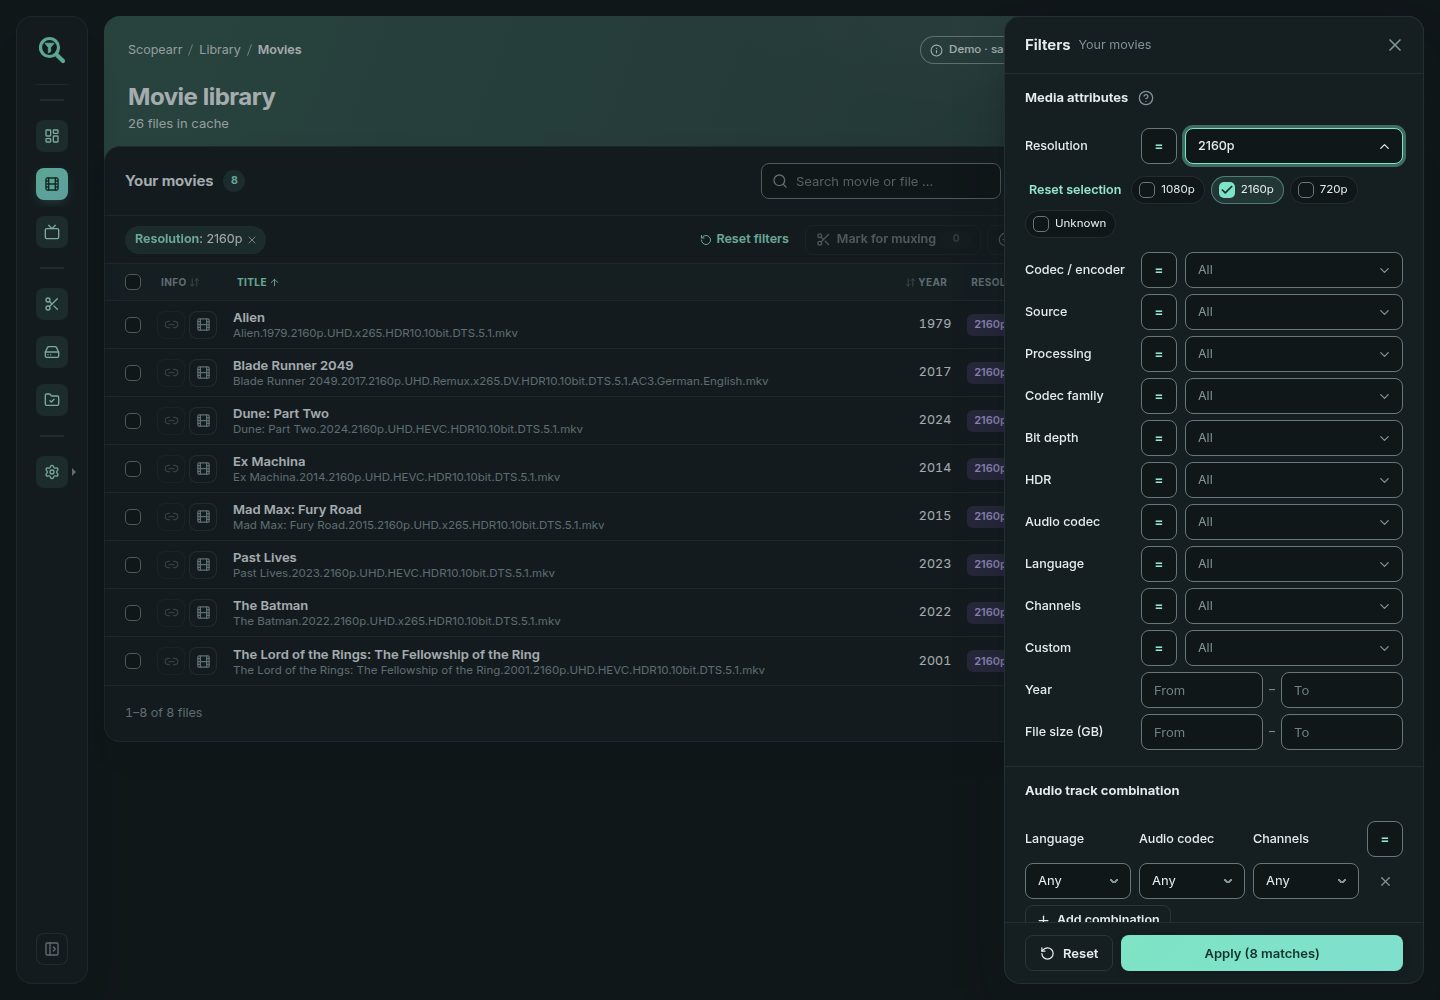 Scopearr / Library / Movies
Demo · sa
Movie library
26 files in cache
Your movies 8
Search movie or file ...
Resolution: 2160p ×
Reset filters
Mark for muxing 0
INFO TITLE YEAR RESOL
Alien
Alien.1979.2160p.UHD.x265.HDR10.10bit.DTS.5.1.mkv
1979 2160p
Blade Runner 2049
Blade Runner 2049.2017.2160p.UHD.Remux.x265.DV.HDR10.10bit.DTS.5.1.AC3.German.English.mkv
2017 2160p
Dune: Part Two
Dune: Part Two.2024.2160p.UHD.HEVC.HDR10.10bit.DTS.5.1.mkv
2024 2160p
Ex Machina
Ex Machina.2014.2160p.UHD.HEVC.HDR10.10bit.DTS.5.1.mkv
2014 2160p
Mad Max: Fury Road
Mad Max: Fury Road.2015.2160p.UHD.x265.HDR10.10bit.DTS.5.1.mkv
2015 2160p
Past Lives
Past Lives.2023.2160p.UHD.HEVC.HDR10.10bit.DTS.5.1.mkv
2023 2160p
The Batman
The Batman.2022.2160p.UHD.x265.HDR10.10bit.DTS.5.1.mkv
2022 2160p
The Lord of the Rings: The Fellowship of the Ring
The Lord of the Rings: The Fellowship of the Ring.2001.2160p.UHD.HEVC.HDR10.10bit.DTS.5.1.mkv
2001 2160p
1–8 of 8 files
Filters Your movies
Media attributes ?
Resolution = 2160p
Reset selection 1080p 2160p 720p
Unknown
Codec / encoder = All
Source = All
Processing = All
Codec family = All
Bit depth = All
HDR = All
Audio codec = All
Language = All
Channels = All
Custom = All
Year From – To
File size (GB) From – To
Audio track combination
Language Audio codec Channels =
Any Any Any ×
+ Add combination
Reset Apply (8 matches)